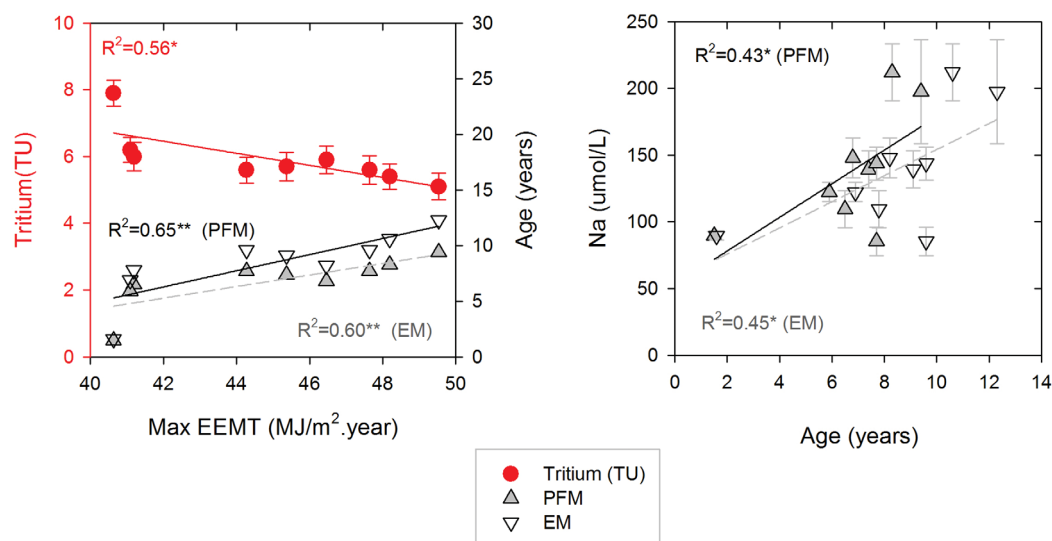 10
8
6
4
2
0
Tritium (TU)
R²=0.56*
R²=0.65** (PFM)
R²=0.60** (EM)
30
25
20
15
10
5
0
Age (years)
40 42 44 46 48 50
Max EEMT (MJ/m².year)
250
200
150
100
50
0
Na (umol/L)
R²=0.43* (PFM)
R²=0.45* (EM)
0 2 4 6 8 10 12 14
Age (years)
Tritium (TU)
PFM
EM